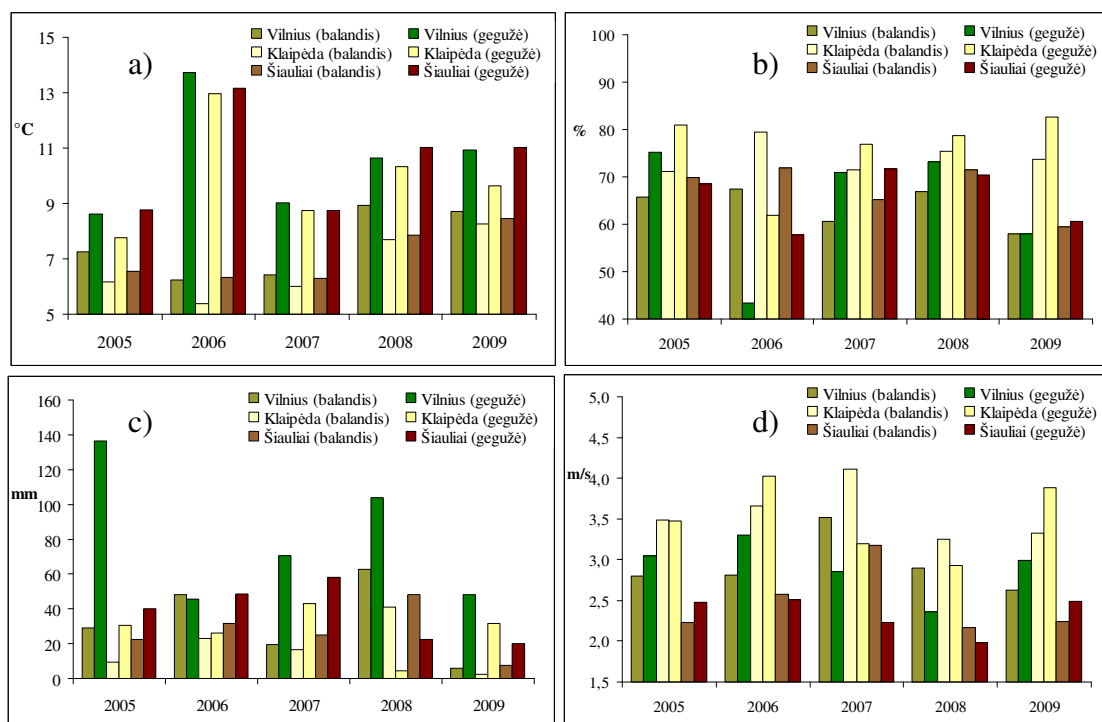 a)
15
13
11
9
7
5
°C
Vilnius (balandis) Vilnius (gegužė)
Klaipėda (balandis) Klaipėda (gegužė)
Šiauliai (balandis) Šiauliai (gegužė)
2005 2006 2007 2008 2009
b)
100
90
80
70
60
50
40
%
Vilnius (balandis) Vilnius (gegužė)
Klaipėda (balandis) Klaipėda (gegužė)
Šiauliai (balandis) Šiauliai (gegužė)
2005 2006 2007 2008 2009
c)
160
140
120
100
80
60
40
20
0
mm
Vilnius (balandis) Vilnius (gegužė)
Klaipėda (balandis) Klaipėda (gegužė)
Šiauliai (balandis) Šiauliai (gegužė)
2005 2006 2007 2008 2009
d)
5,0
4,5
4,0
3,5
3,0
2,5
2,0
1,5
m/s
Vilnius (balandis) Vilnius (gegužė)
Klaipėda (balandis) Klaipėda (gegužė)
Šiauliai (balandis) Šiauliai (gegužė)
2005 2006 2007 2008 2009